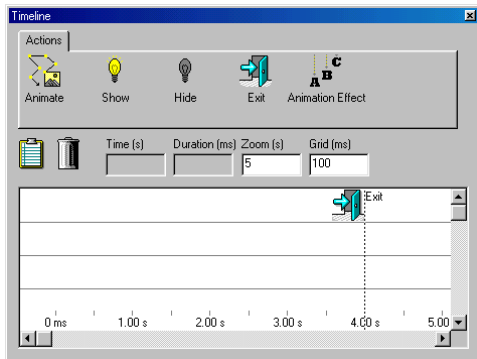 Timeline
Actions
Animate Show Hide Exit Animation Effect
A B C
Time (s) Duration (ms) Zoom (s) Grid (ms)
5 100
Exit
0 ms 1.00 s 2.00 s 3.00 s 4.00 s 5.00